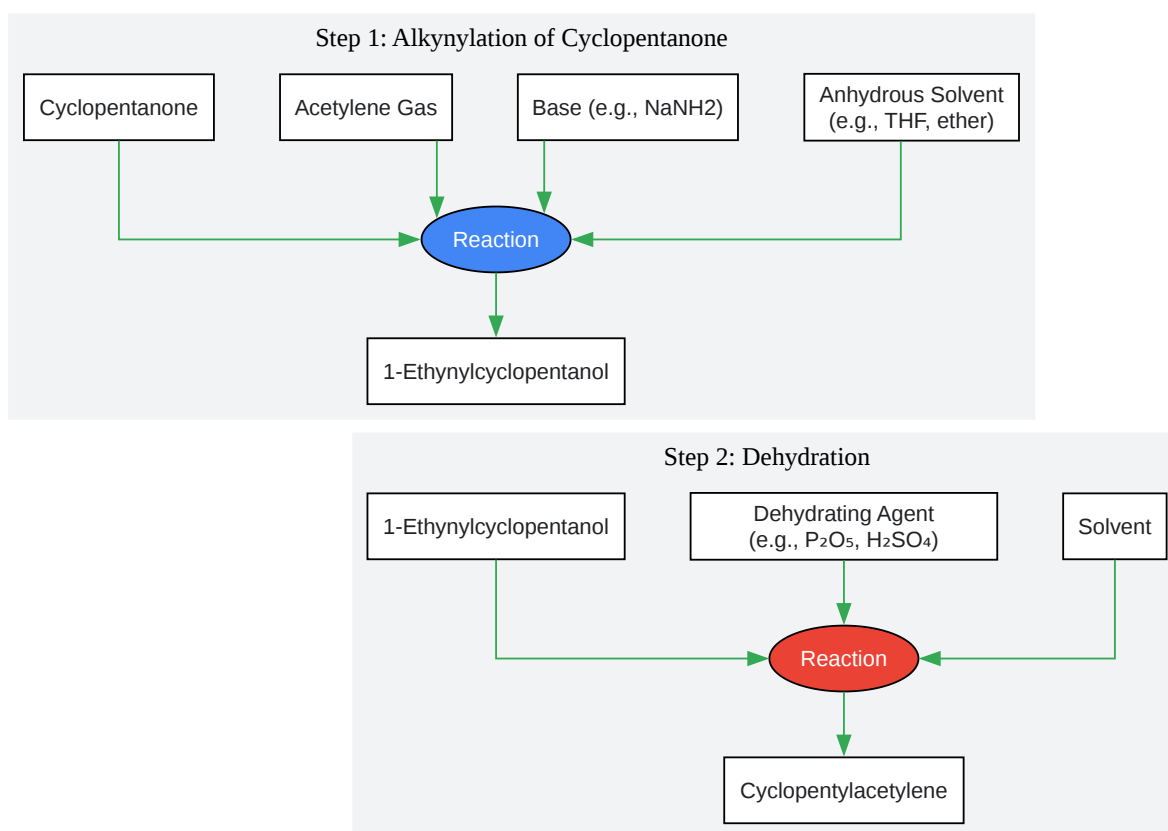 Step 1: Alkynylation of Cyclopentanone
Cyclopentanone
Acetylene Gas
Base (e.g., NaNH2)
Anhydrous Solvent
(e.g., THF, ether)
Reaction
1-Ethynylcyclopentanol
Step 2: Dehydration
1-Ethynylcyclopentanol
Dehydrating Agent
(e.g., P₂O₅, H₂SO₄)
Solvent
Reaction
Cyclopentylacetylene